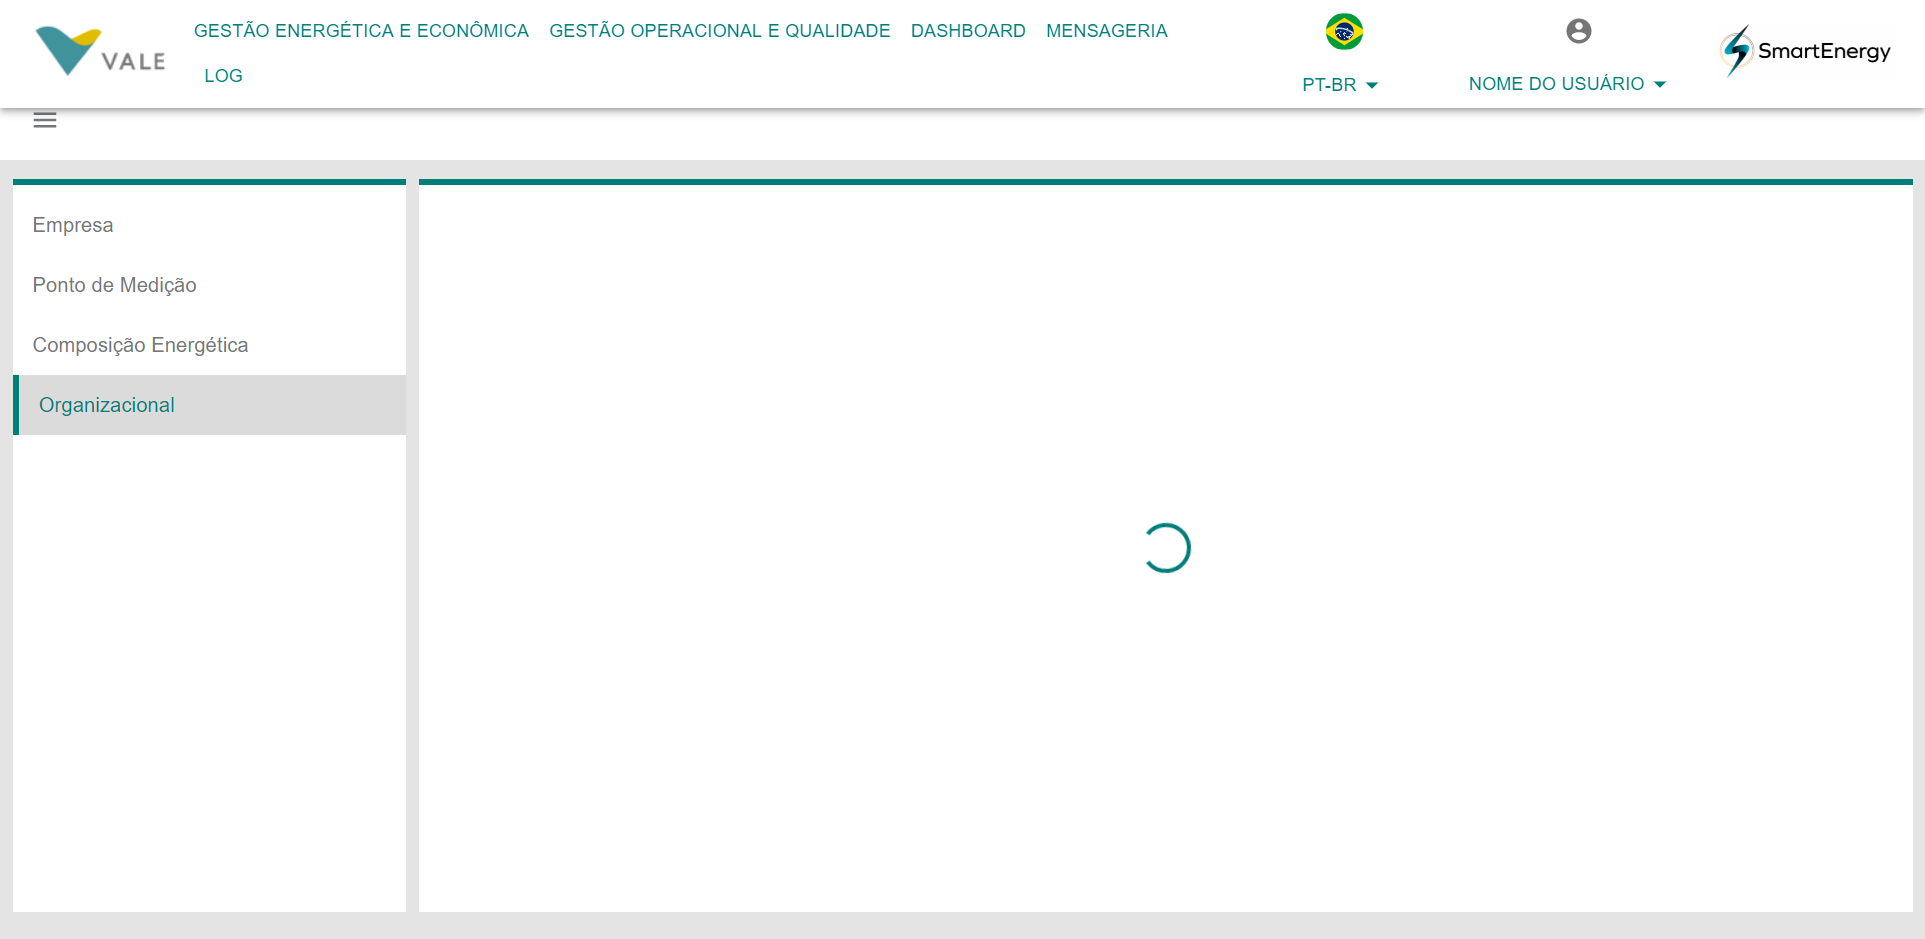 VALE
GESTÃO ENERGÉTICA E ECONÔMICA GESTÃO OPERACIONAL E QUALIDADE DASHBOARD MENSAGERIA
LOG
PT-BR
NOME DO USUÁRIO
SmartEnergy
Empresa
Ponto de Medição
Composição Energética
Organizacional